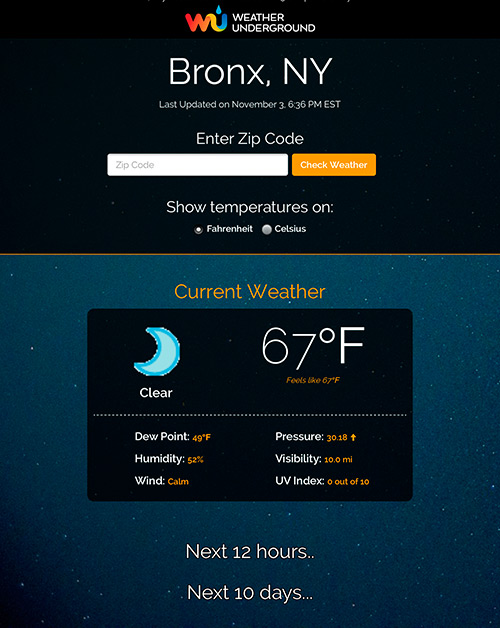 WEATHER
UNDERGROUND
Bronx, NY
Last Updated on November 3, 6:36 PM EST
Enter Zip Code
Zip Code Check Weather
Show temperatures on:
Fahrenheit Celsius
Current Weather
67°F
Feels like 67°F
Clear
Dew Point: 49°F Pressure: 30.18 ↑
Humidity: 52% Visibility: 10.0 mi
Wind: Calm UV Index: 0 out of 10
Next 12 hours..
Next 10 days...